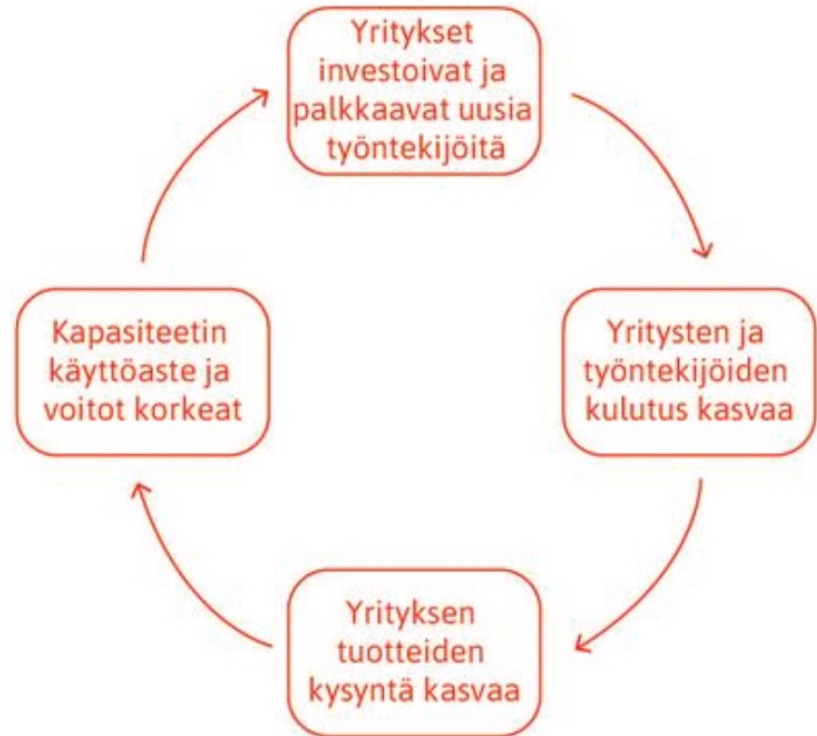 Yritykset
investoivat ja
palkkaavat uusia
työntekijöitä
Yritysten ja
työntekijöiden
kulutus kasvaa
Yrityksen
tuotteiden
kysyntä kasvaa
Kapasiteetin
käyttöaste ja
voitot korkeat